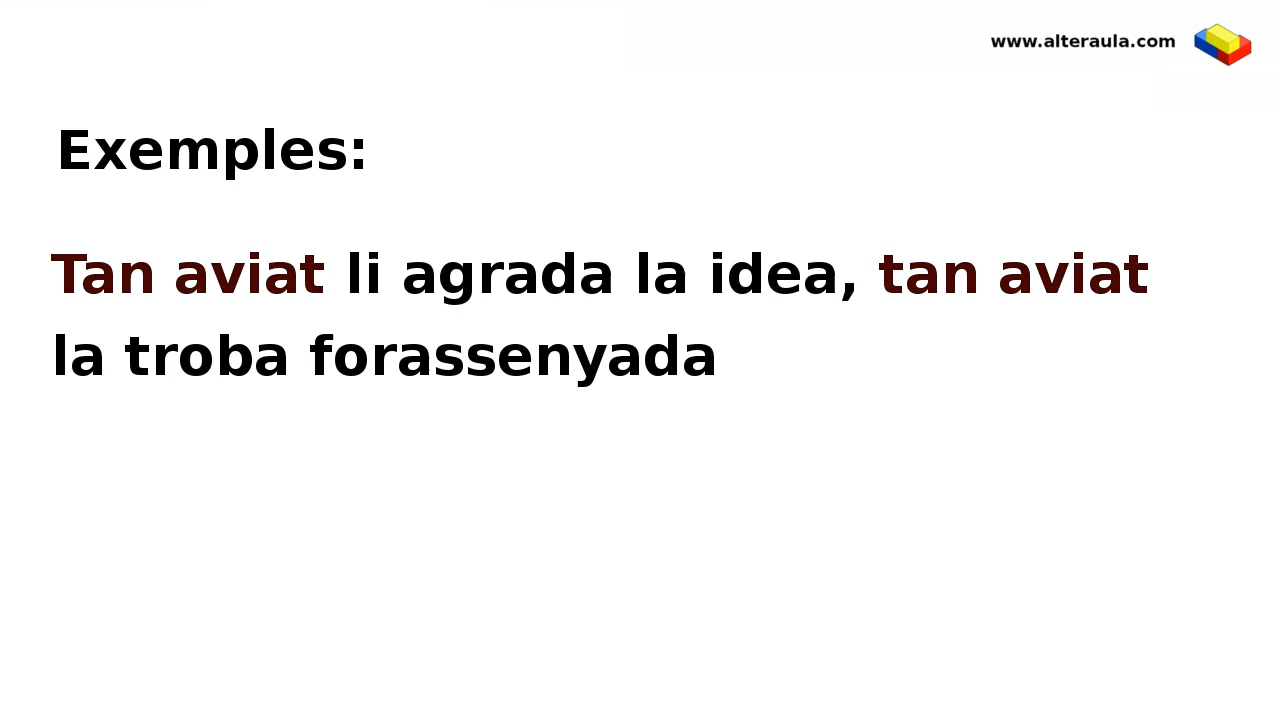 www.alteraula.com
Exemples:
Tan aviat li agrada la idea, tan aviat
la troba forassenyada